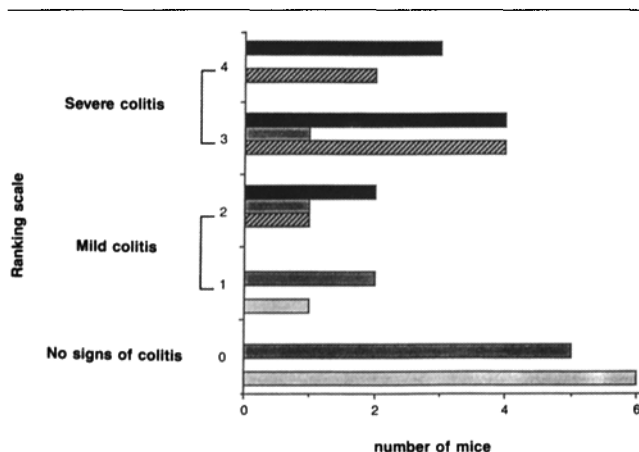 4
Severe colitis
3
2
Mild colitis
1
No signs of colitis
0
Ranking scale
0 2 4 6
number of mice